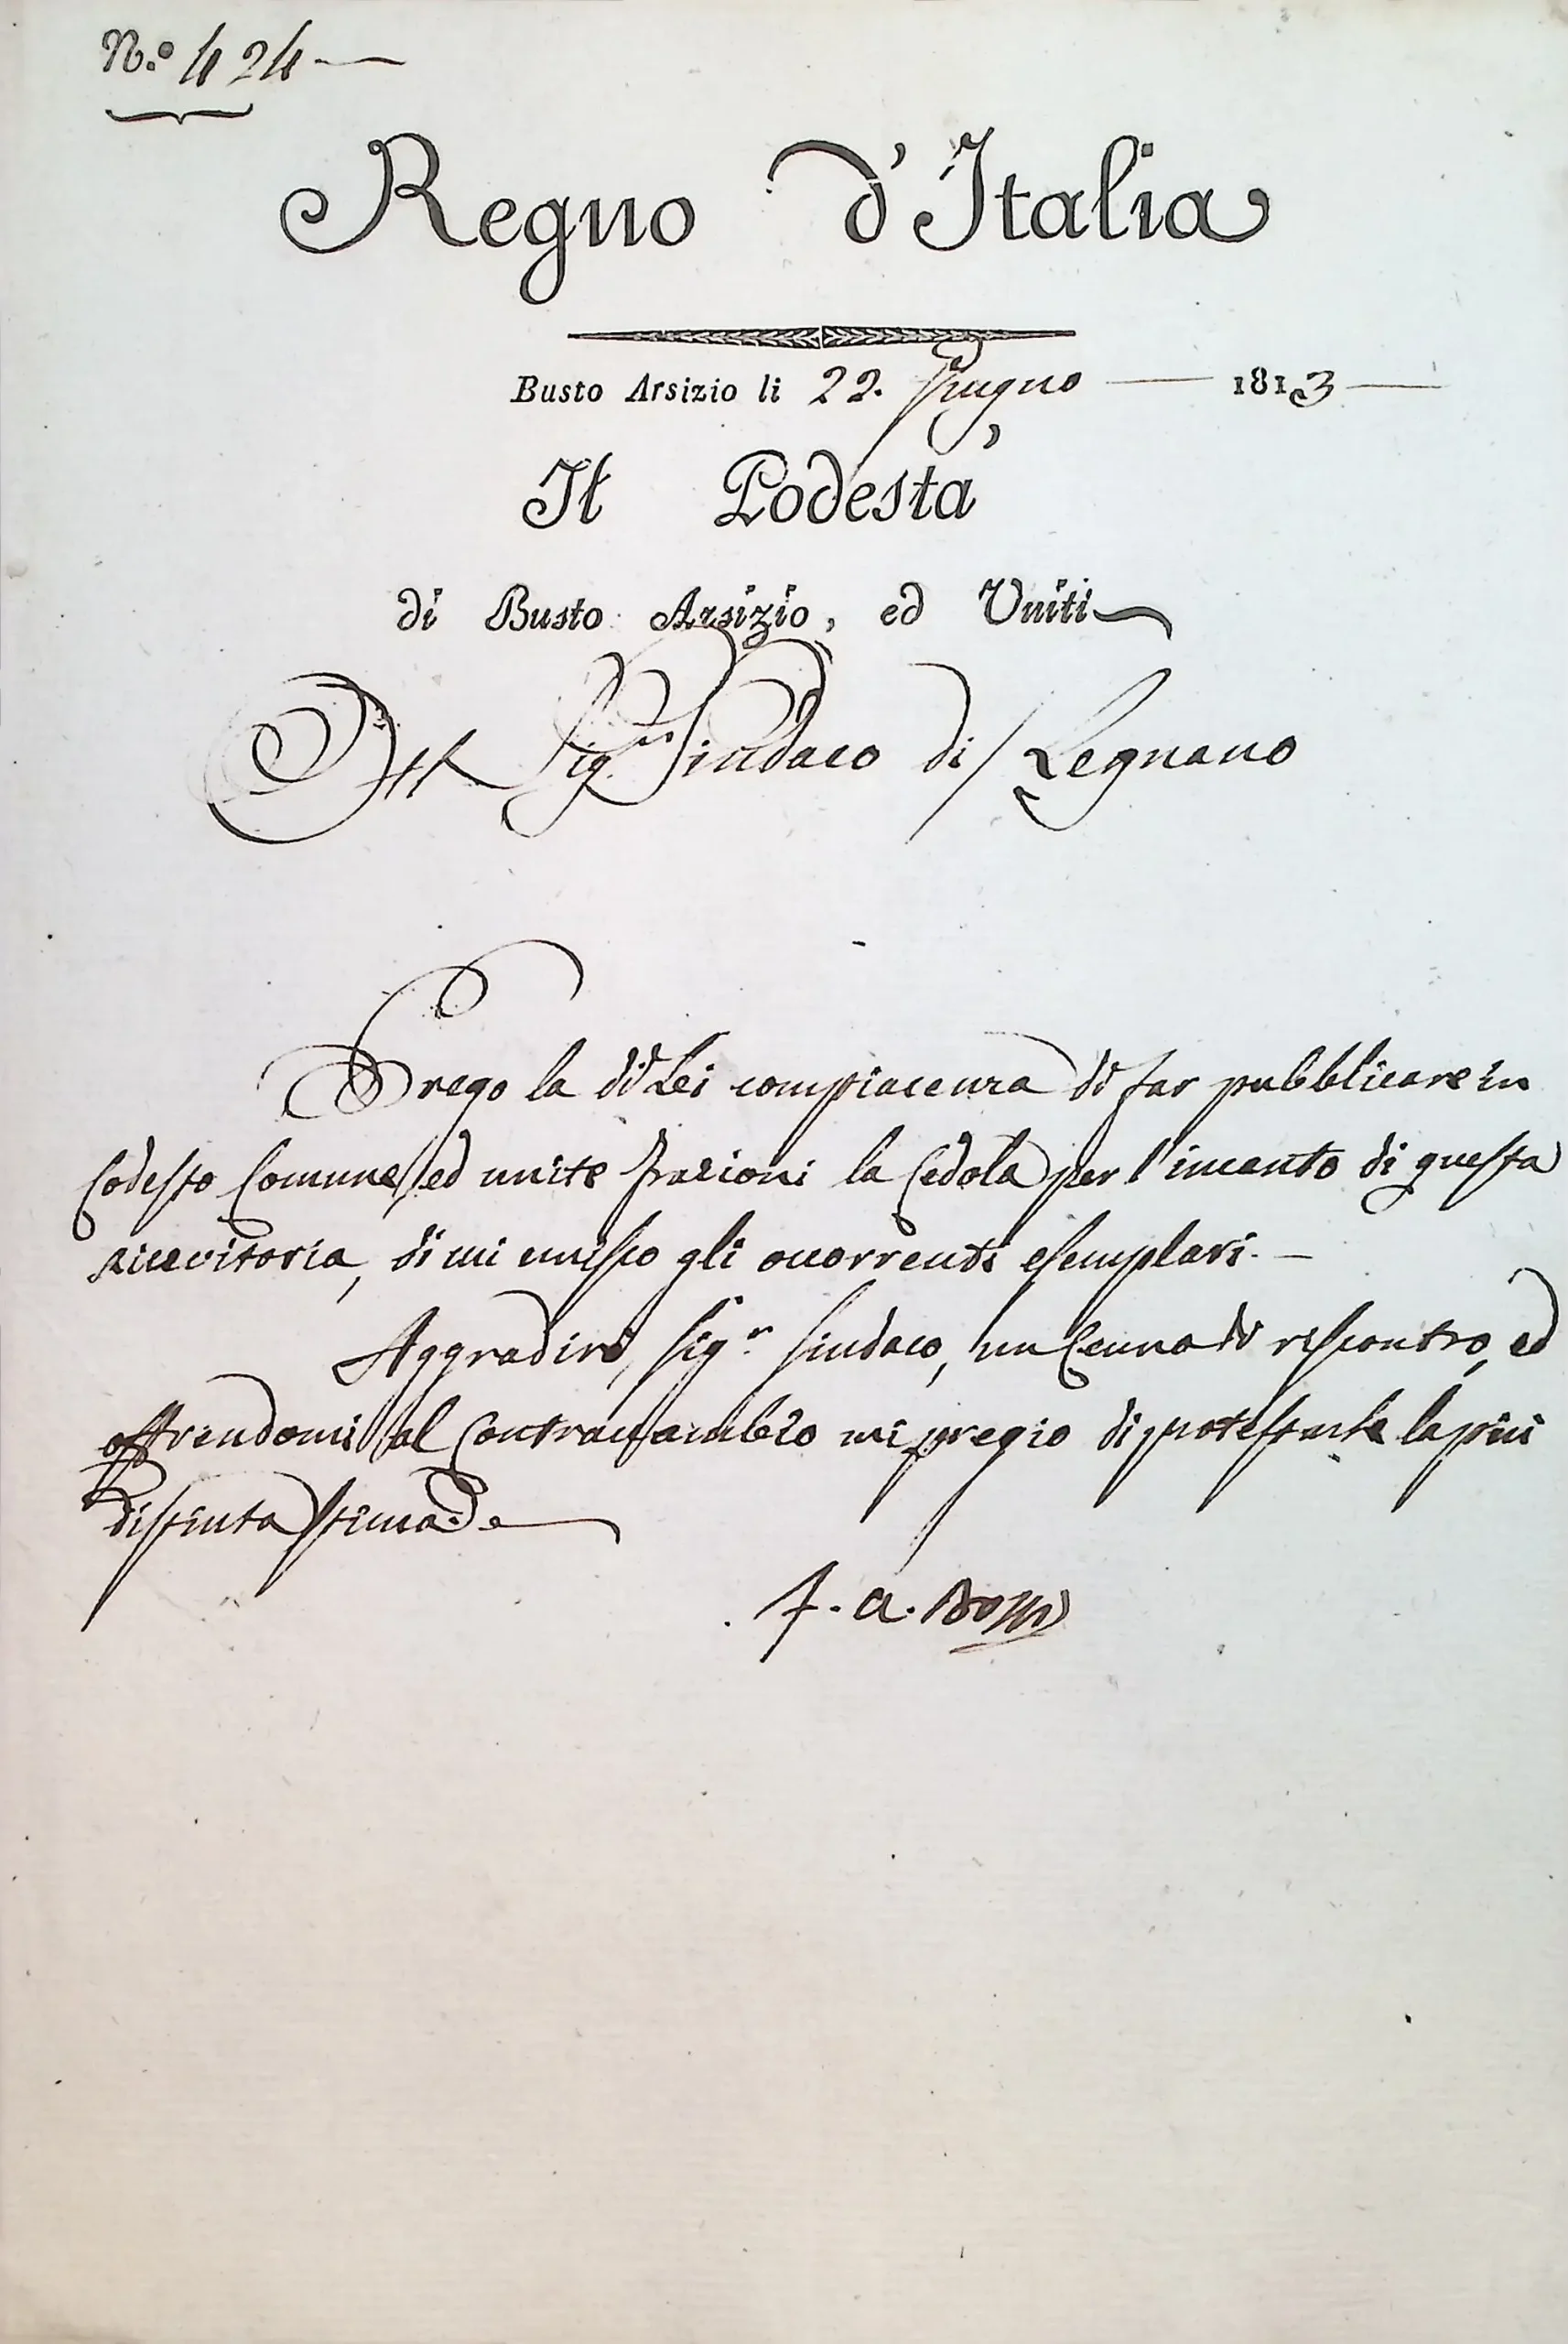 N.° 424
Regno d'Italia
Busto Arsizio li 22. Giugno 1813
Il Podestà
di Busto Arsizio, ed Uniti
Al Sig.r Sindaco di Legnano
Prego la di Lei compiacenza di far pubblicare in
Codesto Comune, ed unite frazioni la Cedola per l'incanto di questa
ricevitoria, di cui unisco gli occorrenti esemplari. —
Aggradirò, Sig.r Sindaco, un Cenno di riscontro, ed
offrendomi al Contraccambio mi pregio di protestarle la più
distinta stima.
F. A. Bossi